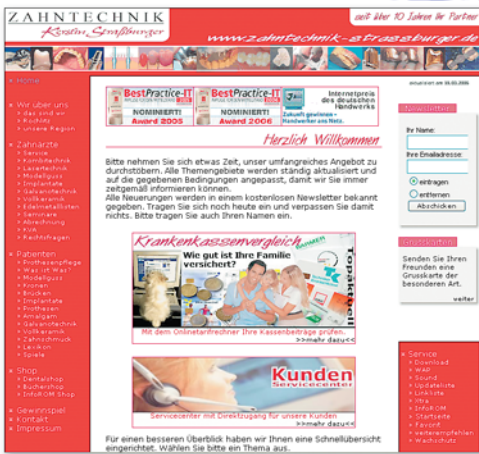 ZAHNTECHNIK
Kerstin Straßburger
seit über 10 Jahren Ihr Partner
www.zahntechnik-strassburger.de
» Home
» Wir über uns
» das sind wir
» Rochlitz
» unsere Region
» Zahnärzte
» Service
» Kombitechnik
» Lasertechnik
» Modellguss
» Implantate
» Galvanotechnik
» Vollkeramik
» Edelmetallisten
» Seminare
» Abrechnung
» KVA
» Rechtsfragen
» Patienten
» Prothesenpflege
» Was ist Was?
» Modellguss
» Kronen
» Brücken
» Implantate
» Prothesen
» Amalgam
» Galvanotechnik
» Vollkeramik
» Zahnschmuck
» Lexikon
» Spiele
» Shop
» Dentalshop
» Büchershop
» InfoROM Shop
» Gewinnspiel
» Kontakt
» Impressum
BestPractice-IT
NOMINIERT!
Award 2005
BestPractice-IT
NOMINIERT!
Award 2006
Internetpreis
des deutschen
Handwerks
Zukunft gewinnen –
Handwerker ans Netz.
Herzlich Willkommen
Bitte nehmen Sie sich etwas Zeit, unser umfangreiches Angebot zu
durchstöbern. Alle Themengebiete werden ständig aktualisiert und
auf die gegebenen Bedingungen angepasst, damit wir Sie immer
zeitgemäß informieren können.
Alle Neuerungen werden in einem kostenlosen Newsletter bekannt
gegeben. Tragen Sie sich noch heute ein und verpassen Sie damit
nichts. Bitte tragen Sie auch Ihren Namen ein.
Krankenkassenvergleich
Wie gut ist Ihre Familie
versichert?
Topaktuell
Mit dem Onlinetarifrechner Ihre Kassenbeiträge prüfen.
>>mehr dazu<<
Kunden
Servicecenter
Servicecenter mit Direktzugang für unsere Kunden
>>mehr dazu<<
Für einen besseren Überblick haben wir Ihnen eine Schnellübersicht
eingerichtet. Wählen Sie bitte ein Thema aus.
Newsletter
Ihr Name:
Ihre Emailadresse:
eintragen
entfernen
Abschicken
Grusskarten
Senden Sie Ihren
Freunden eine
Grusskarte der
besonderen Art.
weiter
» Service
» Download
» WAP
» Sound
» Updateliste
» Linkliste
» Xtra
» InfoROM
» Startseite
» Favorit
» weiterempfehlen
» Wachschutz